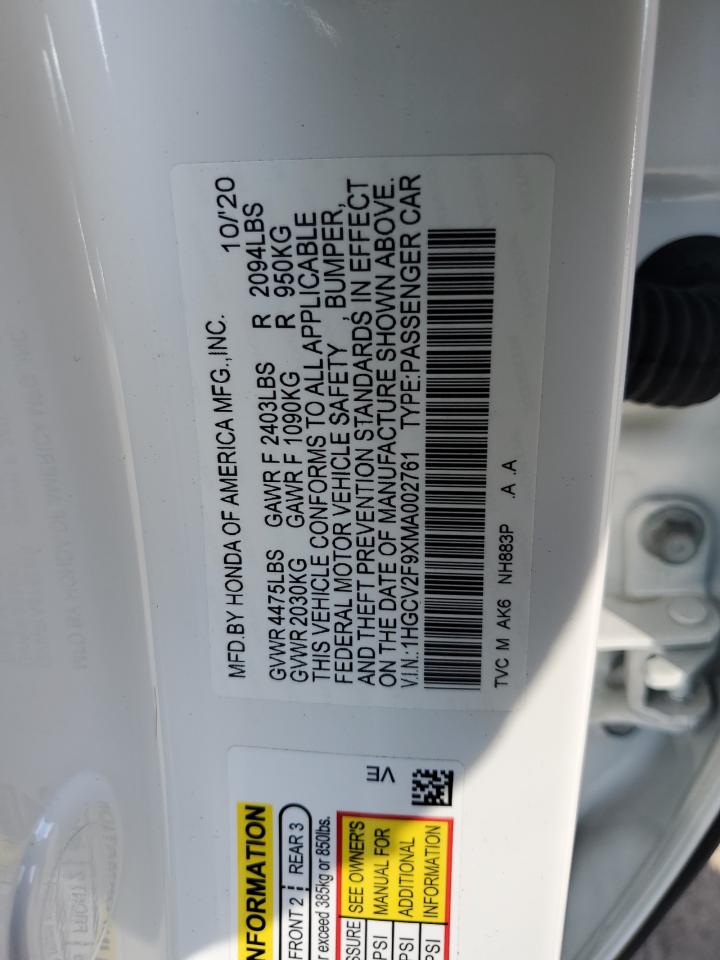 MFD.BY HONDA OF AMERICA MFG.,INC. 10/'20
GVWR 4475LBS GAWR F 2403LBS R 2094LBS
GVWR 2030KG GAWR F 1090KG R 950KG
THIS VEHICLE CONFORMS TO ALL APPLICABLE
FEDERAL MOTOR VEHICLE SAFETY , BUMPER,
AND THEFT PREVENTION STANDARDS IN EFFECT
ON THE DATE OF MANUFACTURE SHOWN ABOVE.
V.I.N.:1HGCV2F9XMA002761 TYPE:PASSENGER CAR
TVC M AK6 NH883P .A .A
VE
INFORMATION
FRONT 2 REAR 3
exceed 385kg or 850lbs.
SEE OWNER'S
MANUAL FOR
ADDITIONAL
INFORMATION
PSI
PSI
PSI